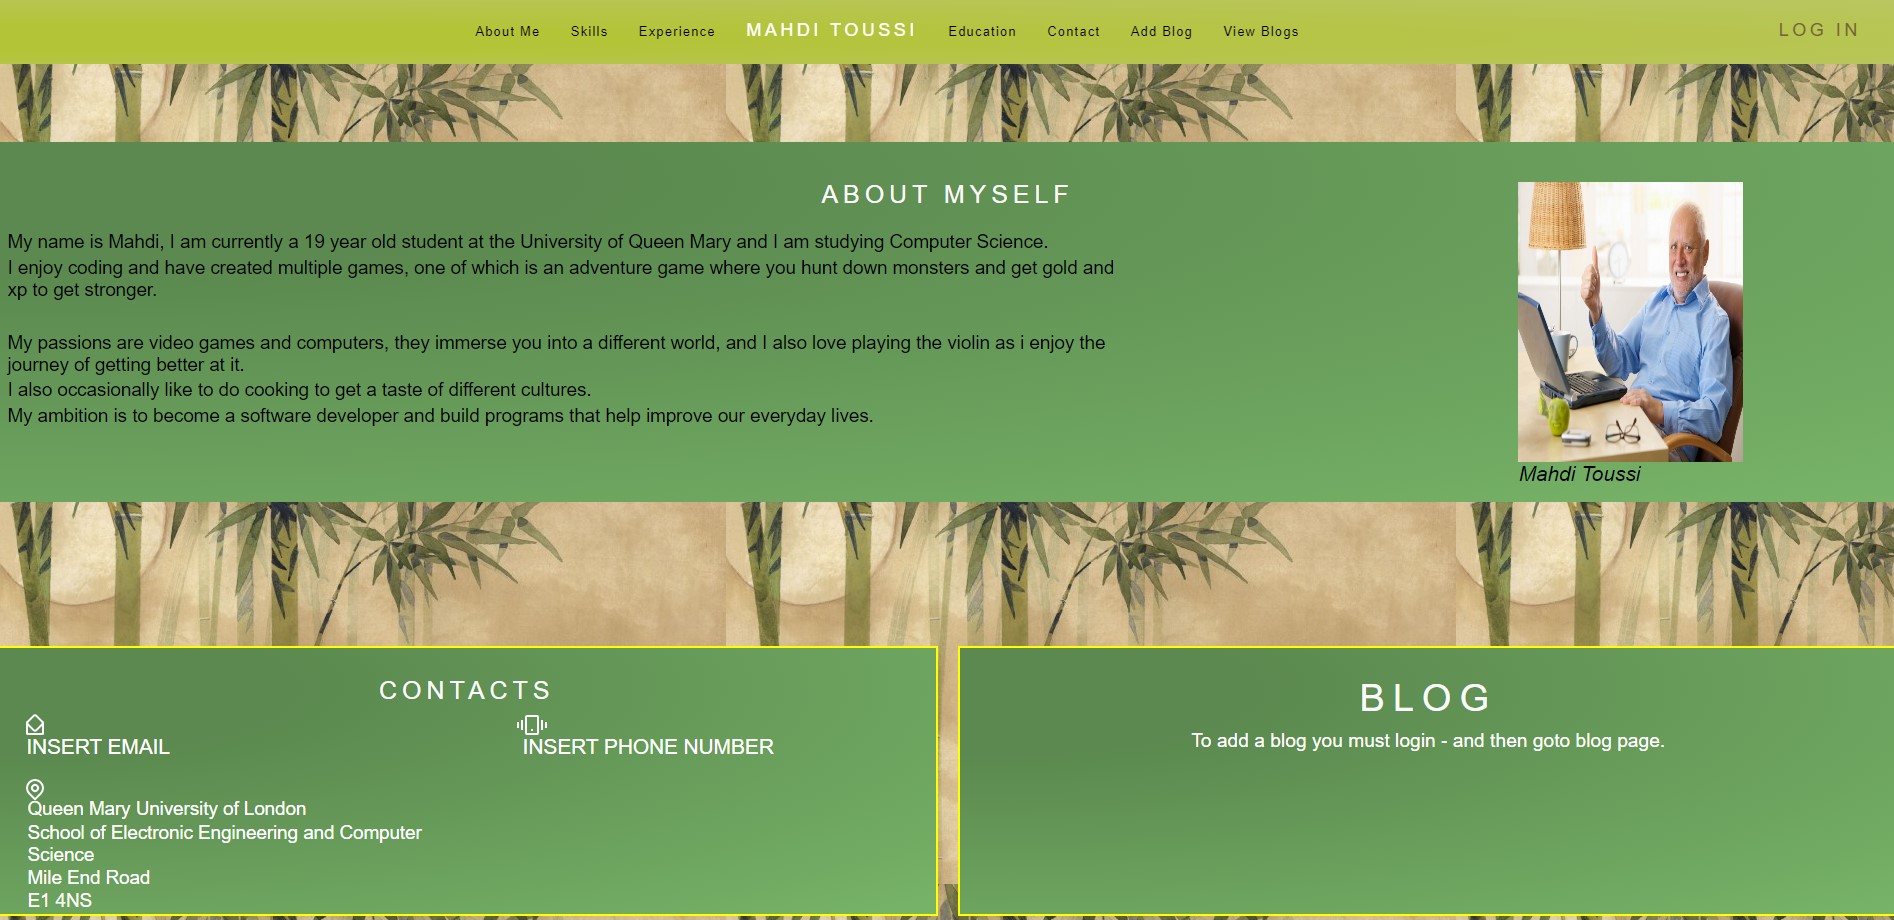 About Me Skills Experience MAHDI TOUSSI Education Contact Add Blog View Blogs LOG IN
ABOUT MYSELF
My name is Mahdi, I am currently a 19 year old student at the University of Queen Mary and I am studying Computer Science.
I enjoy coding and have created multiple games, one of which is an adventure game where you hunt down monsters and get gold and
xp to get stronger.
My passions are video games and computers, they immerse you into a different world, and I also love playing the violin as i enjoy the
journey of getting better at it.
I also occasionally like to do cooking to get a taste of different cultures.
My ambition is to become a software developer and build programs that help improve our everyday lives.
Mahdi Toussi
CONTACTS
INSERT EMAIL
INSERT PHONE NUMBER
Queen Mary University of London
School of Electronic Engineering and Computer
Science
Mile End Road
E1 4NS
BLOG
To add a blog you must login - and then goto blog page.